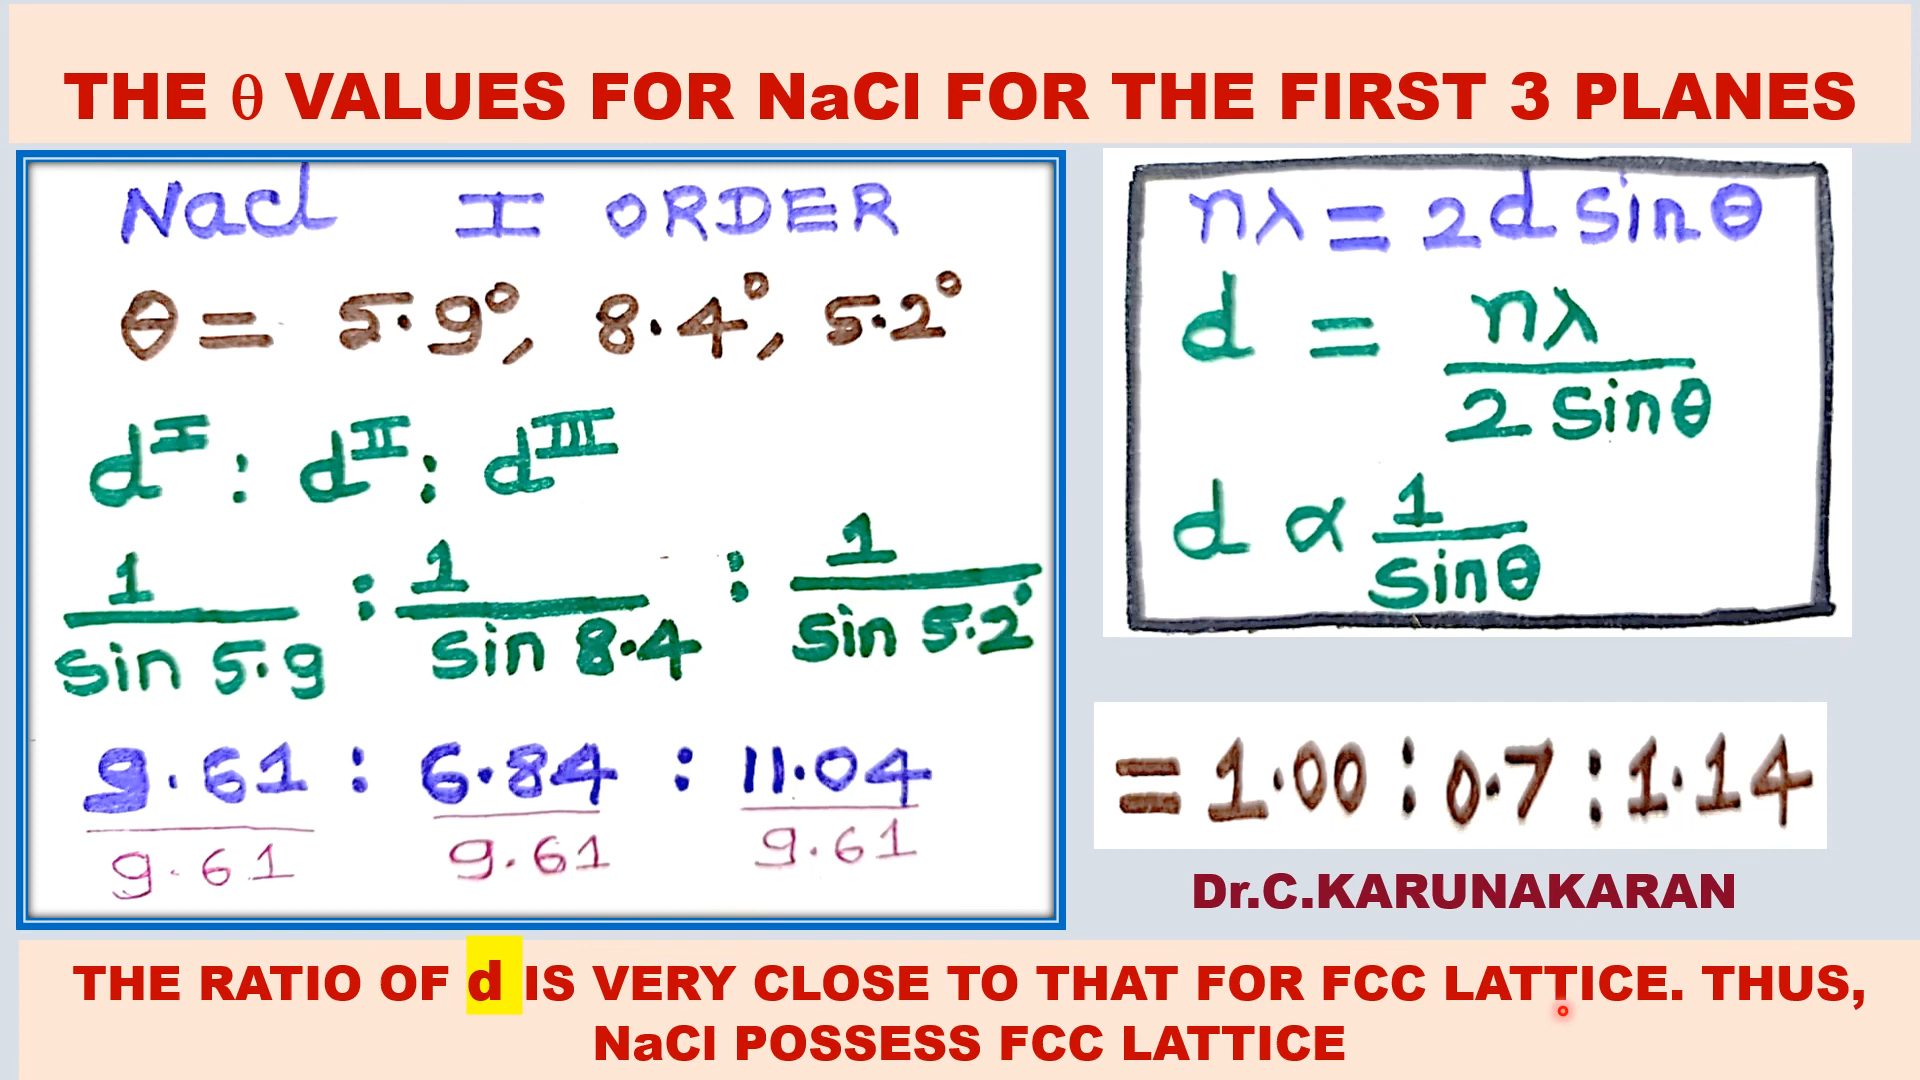 THE θ VALUES FOR NaCl FOR THE FIRST 3 PLANES
Nacl I ORDER
θ = 5.9°, 8.4°, 5.2°
d^I : d^II : d^III
1/sin 5.9 : 1/sin 8.4 : 1/sin 5.2°
9.61/9.61 : 6.84/9.61 : 11.04/9.61
nλ = 2d sinθ
d = nλ/2 sinθ
d ∝ 1/sinθ
= 1.00 : 0.7 : 1.14
Dr.C.KARUNAKARAN
THE RATIO OF d IS VERY CLOSE TO THAT FOR FCC LATTICE. THUS,
NaCl POSSESS FCC LATTICE